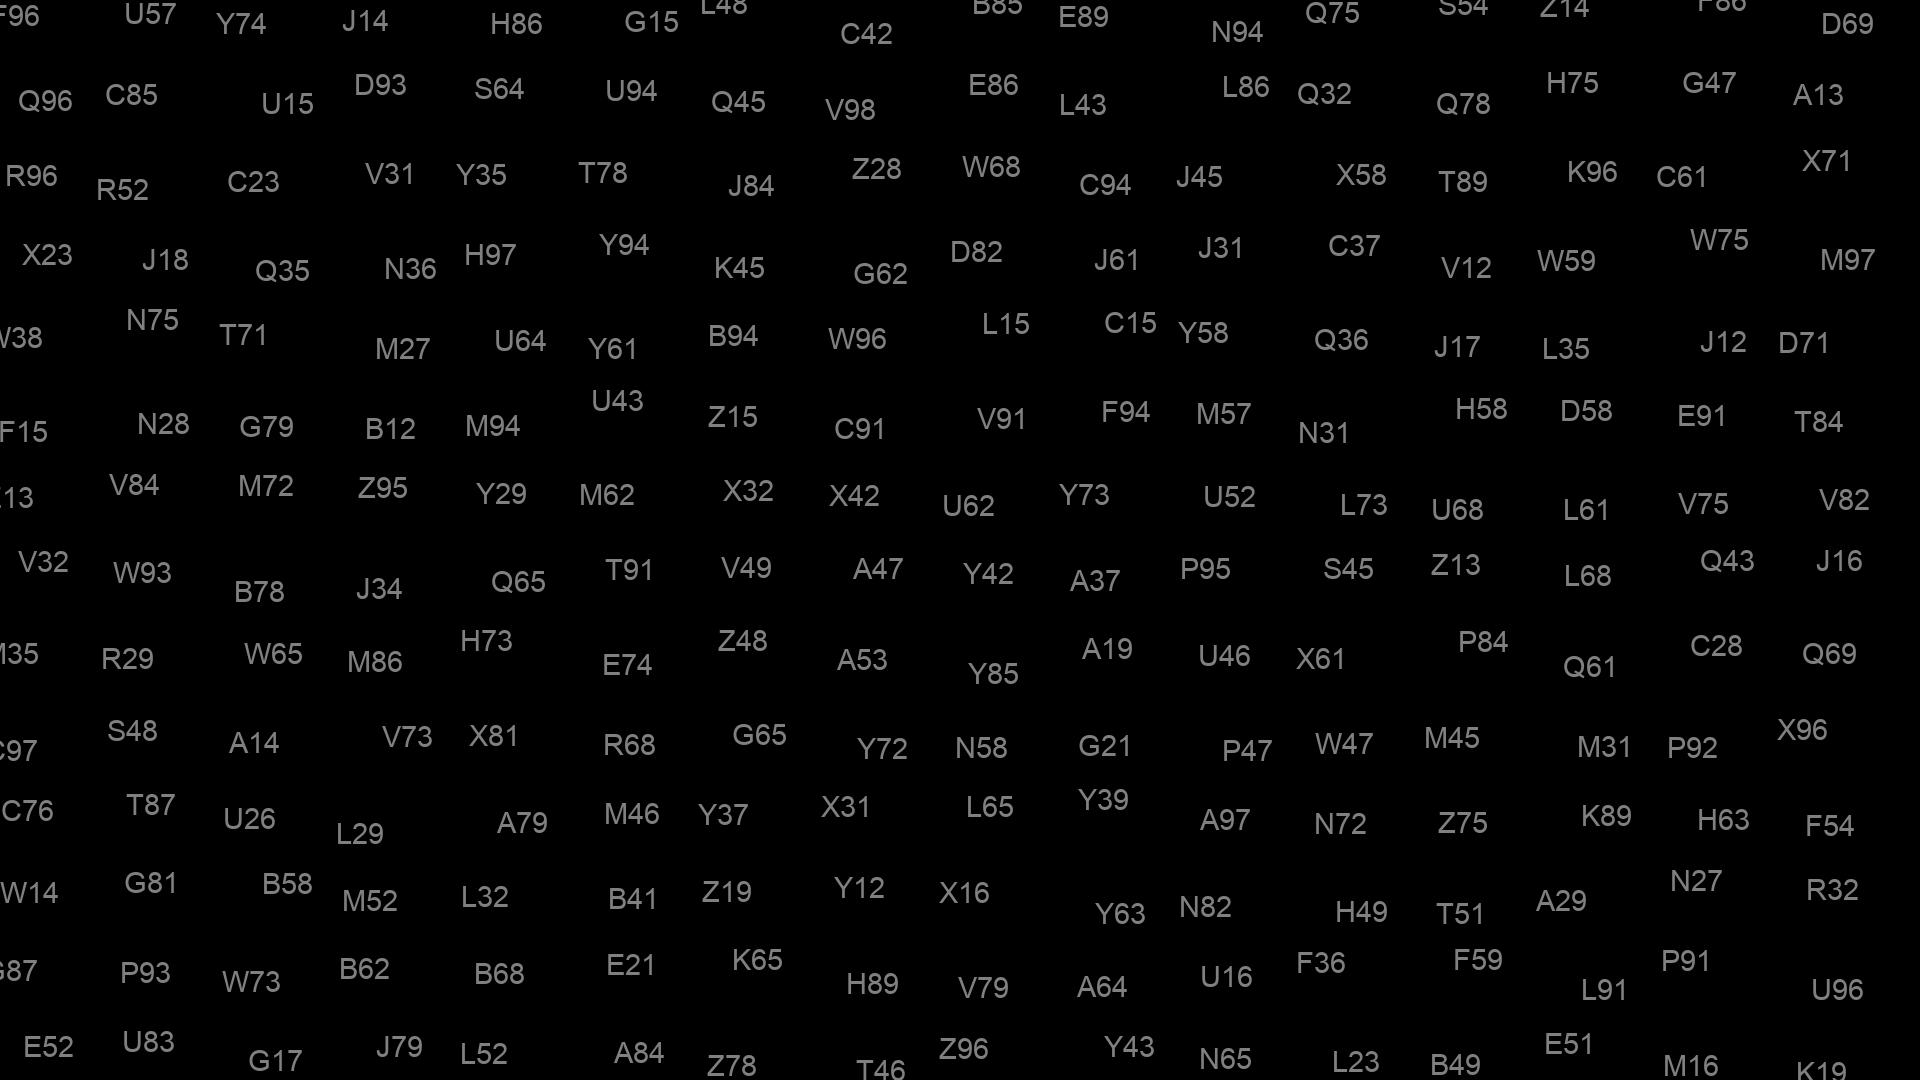 F96 U57 Y74 J14 H86 G15 L48 C42 B85 E89 N94 Q75 S54 Z14 F86 D69
Q96 C85 U15 D93 S64 U94 Q45 V98 E86 L43 L86 Q32 Q78 H75 G47 A13
R96 R52 C23 V31 Y35 T78 J84 Z28 W68 C94 J45 X58 T89 K96 C61 X71
X23 J18 Q35 N36 H97 Y94 K45 G62 D82 J61 J31 C37 V12 W59 W75 M97
W38 N75 T71 M27 U64 Y61 B94 W96 L15 C15 Y58 Q36 J17 L35 J12 D71
F15 N28 G79 B12 M94 U43 Z15 C91 V91 F94 M57 N31 H58 D58 E91 T84
13 V84 M72 Z95 Y29 M62 X32 X42 U62 Y73 U52 L73 U68 L61 V75 V82
V32 W93 B78 J34 Q65 T91 V49 A47 Y42 A37 P95 S45 Z13 L68 Q43 J16
M35 R29 W65 M86 H73 E74 Z48 A53 Y85 A19 U46 X61 P84 Q61 C28 Q69
C97 S48 A14 V73 X81 R68 G65 Y72 N58 G21 P47 W47 M45 M31 P92 X96
C76 T87 U26 L29 A79 M46 Y37 X31 L65 Y39 A97 N72 Z75 K89 H63 F54
W14 G81 B58 M52 L32 B41 Z19 Y12 X16 Y63 N82 H49 T51 A29 N27 R32
G87 P93 W73 B62 B68 E21 K65 H89 V79 A64 U16 F36 F59 L91 P91 U96
E52 U83 G17 J79 L52 A84 Z78 T46 Z96 Y43 N65 L23 B49 E51 M16 K19